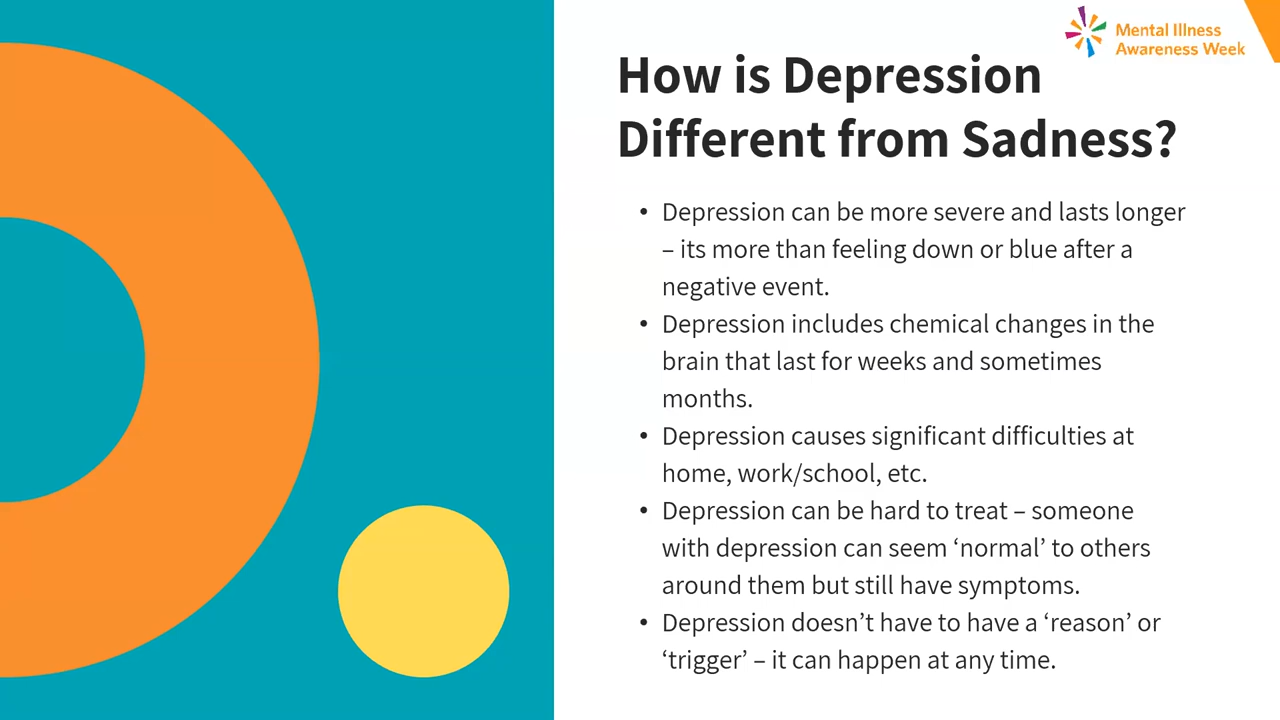 Mental Illness
Awareness Week
How is Depression
Different from Sadness?
• Depression can be more severe and lasts longer
– its more than feeling down or blue after a
negative event.
• Depression includes chemical changes in the
brain that last for weeks and sometimes
months.
• Depression causes significant difficulties at
home, work/school, etc.
• Depression can be hard to treat – someone
with depression can seem ‘normal’ to others
around them but still have symptoms.
• Depression doesn’t have to have a ‘reason’ or
‘trigger’ – it can happen at any time.